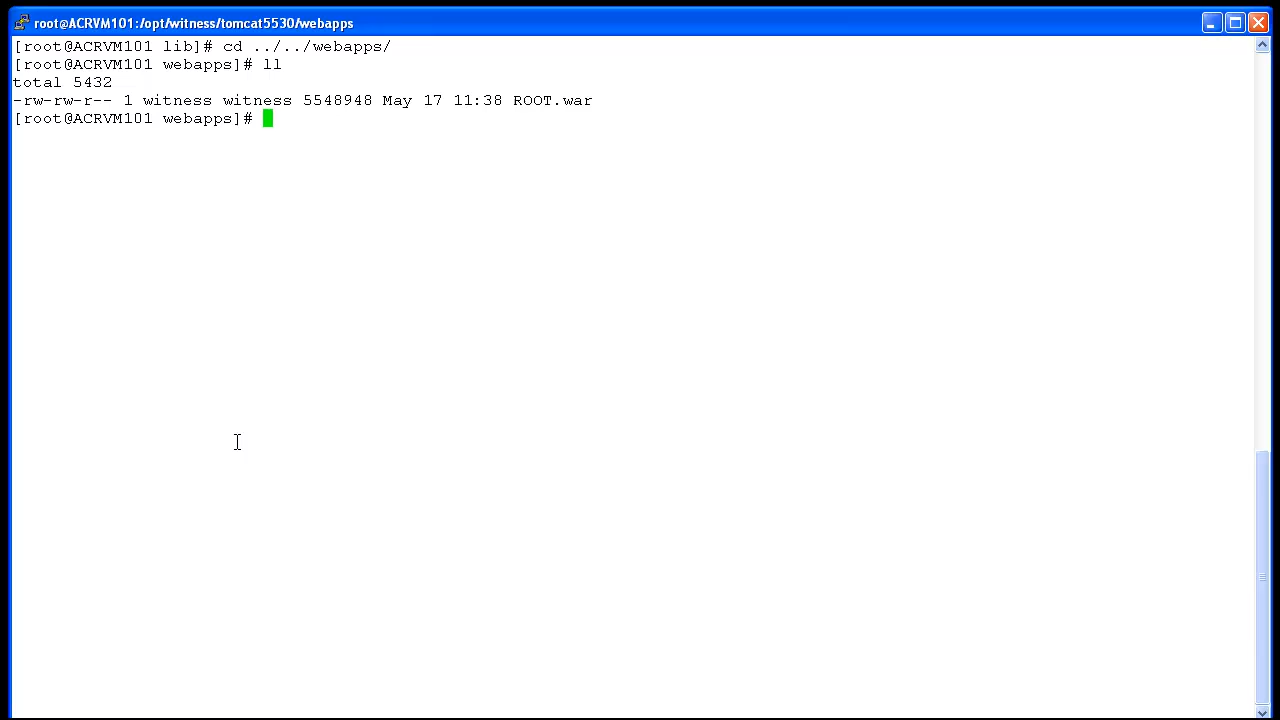 root@ACRVM101:/opt/witness/tomcat5530/webapps
[root@ACRVM101 lib]# cd ../../webapps/
[root@ACRVM101 webapps]# ll
total 5432
-rw-rw-r-- 1 witness witness 5548948 May 17 11:38 ROOT.war
[root@ACRVM101 webapps]#